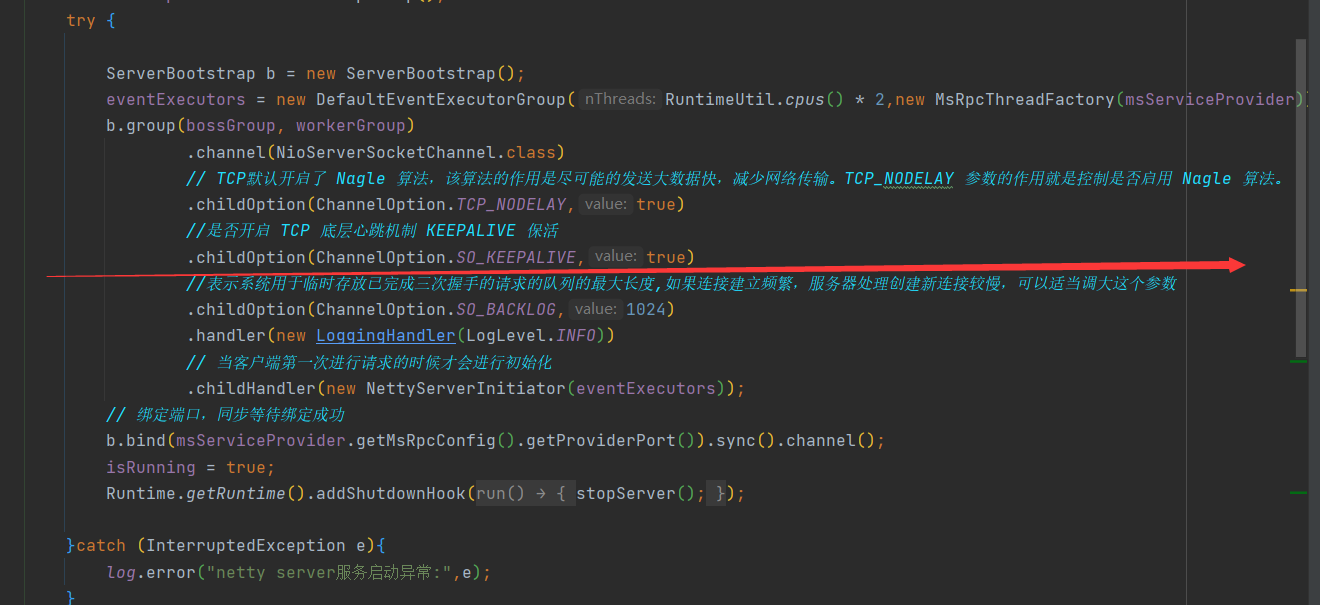 try {
ServerBootstrap b = new ServerBootstrap();
eventExecutors = new DefaultEventExecutorGroup( nThreads: RuntimeUtil.cpus() * 2,new MsRpcThreadFactory(msServiceProvider))
b.group(bossGroup, workerGroup)
.channel(NioServerSocketChannel.class)
// TCP默认开启了 Nagle 算法，该算法的作用是尽可能的发送大数据快，减少网络传输。TCP_NODELAY 参数的作用就是控制是否启用 Nagle 算法。
.childOption(ChannelOption.TCP_NODELAY, value: true)
//是否开启 TCP 底层心跳机制 KEEPALIVE 保活
.childOption(ChannelOption.SO_KEEPALIVE, value: true)
//表示系统用于临时存放已完成三次握手的请求的队列的最大长度,如果连接建立频繁，服务器处理创建新连接较慢，可以适当调大这个参数
.childOption(ChannelOption.SO_BACKLOG, value: 1024)
.handler(new LoggingHandler(LogLevel.INFO))
// 当客户端第一次进行请求的时候才会进行初始化
.childHandler(new NettyServerInitiator(eventExecutors));
// 绑定端口，同步等待绑定成功
b.bind(msServiceProvider.getMsRpcConfig().getProviderPort()).sync().channel();
isRunning = true;
Runtime.getRuntime().addShutdownHook(run() → { stopServer(); });
}catch (InterruptedException e){
log.error("netty server服务启动异常:",e);
}